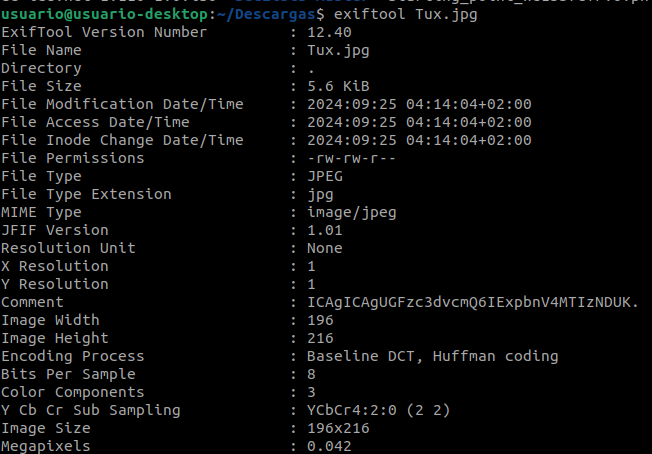 usuario@usuario-desktop:~/Descargas$ exiftool Tux.jpg
ExifTool Version Number         : 12.40
File Name                       : Tux.jpg
Directory                       : .
File Size                       : 5.6 KiB
File Modification Date/Time     : 2024:09:25 04:14:04+02:00
File Access Date/Time           : 2024:09:25 04:14:04+02:00
File Inode Change Date/Time     : 2024:09:25 04:14:04+02:00
File Permissions                : -rw-rw-r--
File Type                       : JPEG
File Type Extension             : jpg
MIME Type                       : image/jpeg
JFIF Version                    : 1.01
Resolution Unit                 : None
X Resolution                    : 1
Y Resolution                    : 1
Comment                         : ICAgICAgUGFzc3dvcmQ6IExpbnV4MTIzNDUK.
Image Width                     : 196
Image Height                    : 216
Encoding Process                : Baseline DCT, Huffman coding
Bits Per Sample                 : 8
Color Components                : 3
Y Cb Cr Sub Sampling            : YCbCr4:2:0 (2 2)
Image Size                      : 196x216
Megapixels                      : 0.042